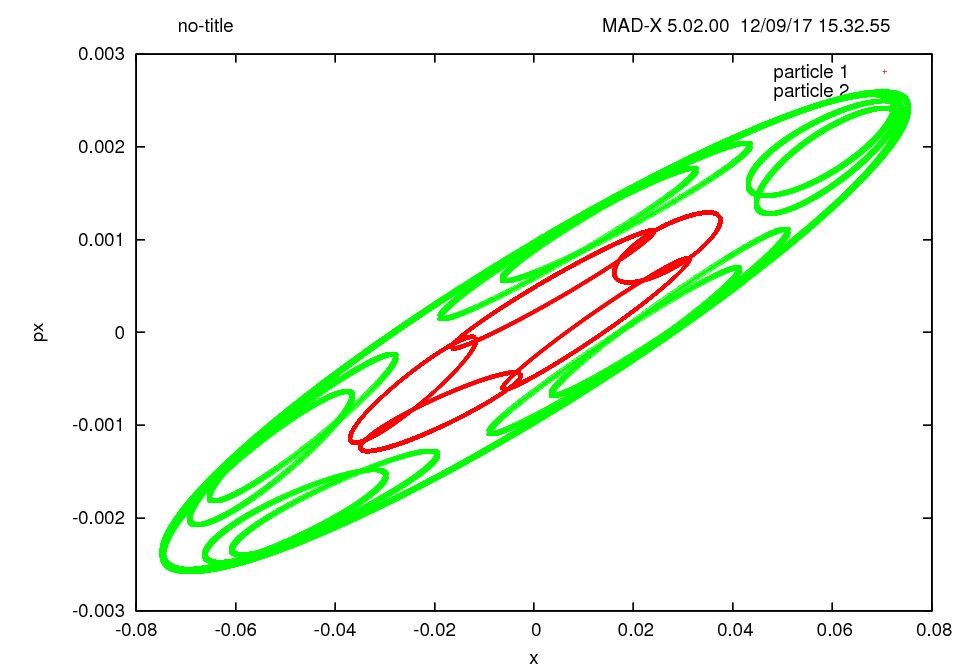 no-title MAD-X 5.02.00 12/09/17 15.32.55
0.003
particle 1
particle 2
0.002
0.001
px
0
-0.001
-0.002
-0.003
-0.08 -0.06 -0.04 -0.02 0 0.02 0.04 0.06 0.08
x